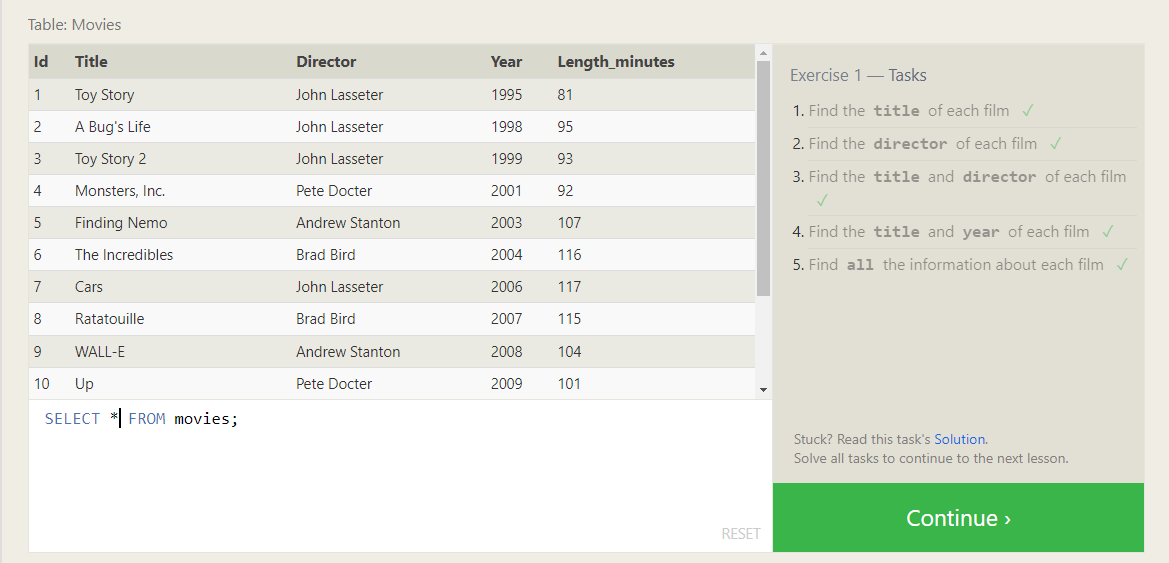 Table: Movies
Id Title Director Year Length_minutes
1 Toy Story John Lasseter 1995 81
2 A Bug's Life John Lasseter 1998 95
3 Toy Story 2 John Lasseter 1999 93
4 Monsters, Inc. Pete Docter 2001 92
5 Finding Nemo Andrew Stanton 2003 107
6 The Incredibles Brad Bird 2004 116
7 Cars John Lasseter 2006 117
8 Ratatouille Brad Bird 2007 115
9 WALL-E Andrew Stanton 2008 104
10 Up Pete Docter 2009 101
SELECT * FROM movies;
RESET
Exercise 1 — Tasks
1. Find the title of each film ✓
2. Find the director of each film ✓
3. Find the title and director of each film
✓
4. Find the title and year of each film ✓
5. Find all the information about each film ✓
Stuck? Read this task's Solution.
Solve all tasks to continue to the next lesson.
Continue ›